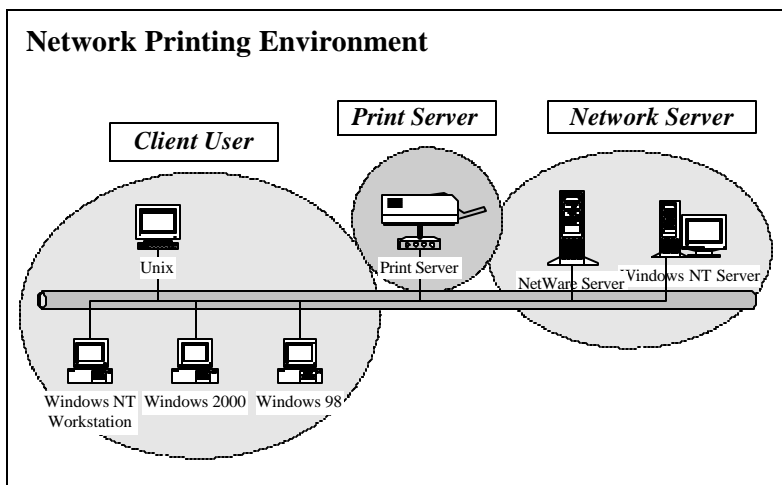 Network Printing Environment
Client User
Print Server
Network Server
Unix
Print Server
NetWare Server
Windows NT Server
Windows NT
Workstation
Windows 2000
Windows 98